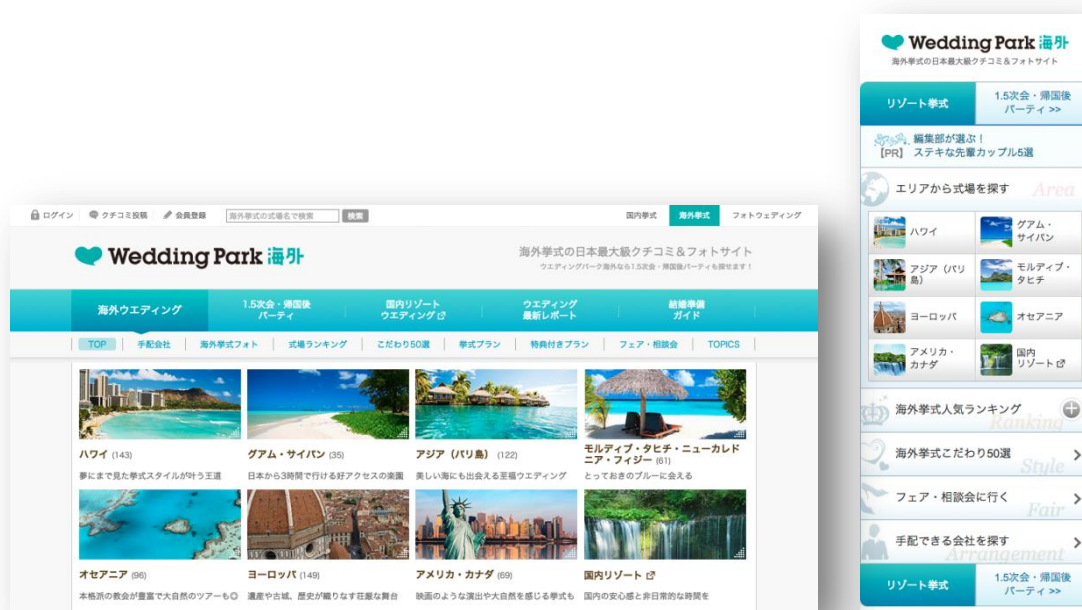 ログイン
クチコミ投稿
会員登録
海外挙式の式場名で検索
検索
国内挙式
海外挙式
フォトウェディング
Wedding Park 海外
海外挙式の日本最大級クチコミ＆フォトサイト
ウエディングパーク海外なら1.5次会・帰国後パーティも探せます！
海外ウエディング
1.5次会・帰国後
パーティ
国内リゾート
ウエディング
ウエディング
最新レポート
結婚準備
ガイド
TOP
手配会社
海外挙式フォト
式場ランキング
こだわり50選
挙式プラン
特典付きプラン
フェア・相談会
TOPICS
ハワイ (143)
夢にまで見た挙式スタイルが叶う王道
グアム・サイパン (35)
日本から3時間で行ける好アクセスの楽園
アジア（バリ島） (122)
美しい海にも出会える至福ウエディング
モルディブ・タヒチ・ニューカレド
ニア・フィジー (61)
とっておきのブルーに会える
オセアニア (96)
本格派の教会が豊富で大自然のツアーも◎
ヨーロッパ (149)
遺産や古城、歴史が織りなす荘厳な舞台
アメリカ・カナダ (69)
映画のような演出や大自然を感じる挙式も
国内リゾート
国内の安心感と非日常的な時間を
Wedding Park 海外
海外挙式の日本最大級クチコミ＆フォトサイト
リゾート挙式
1.5次会・帰国後
パーティ >>
編集部が選ぶ！
【PR】 ステキな先輩カップル5選
エリアから式場を探す
Area
ハワイ
グアム・
サイパン
アジア（バリ
島）
モルディブ・
タヒチ
ヨーロッパ
オセアニア
アメリカ・
カナダ
国内
リゾート
海外挙式人気ランキング
Ranking
海外挙式こだわり50選
Style
フェア・相談会に行く
Fair
手配できる会社を探す
Arrangement
リゾート挙式
1.5次会・帰国後
パーティ >>